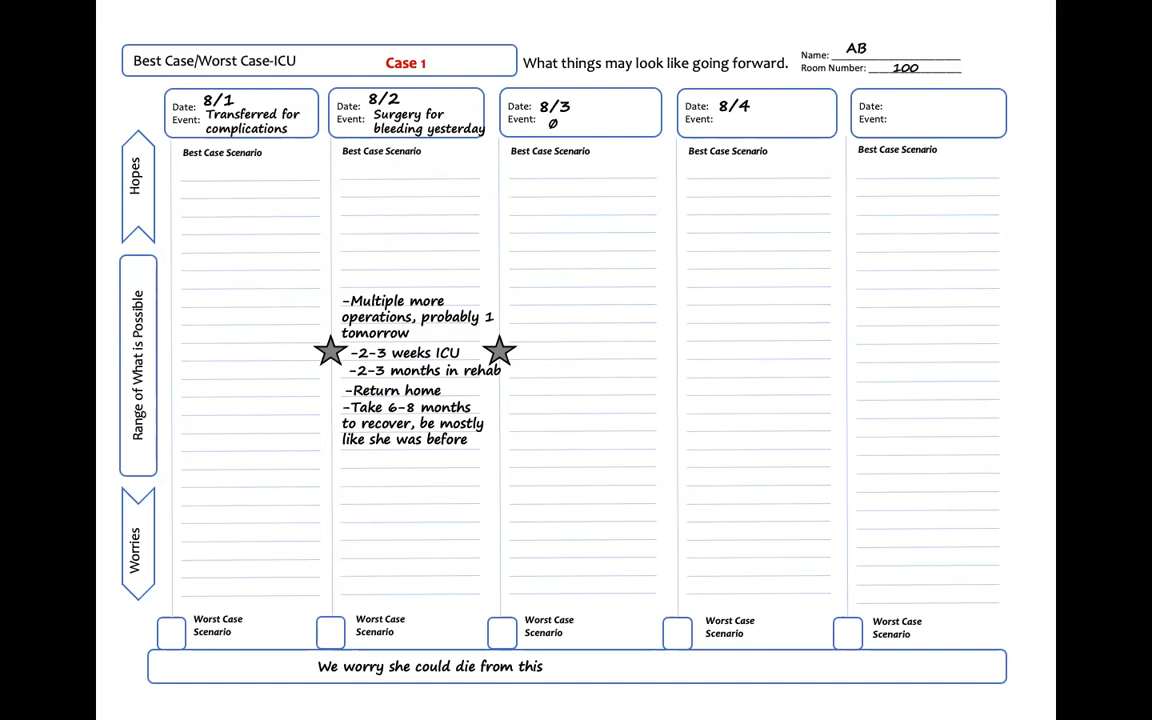 Best Case/Worst Case-ICU
Case 1
What things may look like going forward.
Name: AB
Room Number: 100
Date: 8/1
Event: Transferred for
complications
Date: 8/2
Event: Surgery for
bleeding yesterday
Date: 8/3
Event: Ø
Date: 8/4
Event:
Date:
Event:
Hopes
Range of What is Possible
Worries
Best Case Scenario
Best Case Scenario
Best Case Scenario
Best Case Scenario
Best Case Scenario
-Multiple more
operations, probably 1
tomorrow
-2-3 weeks ICU
-2-3 months in rehab
-Return home
-Take 6-8 months
to recover, be mostly
like she was before
Worst Case
Scenario
Worst Case
Scenario
Worst Case
Scenario
Worst Case
Scenario
Worst Case
Scenario
We worry she could die from this